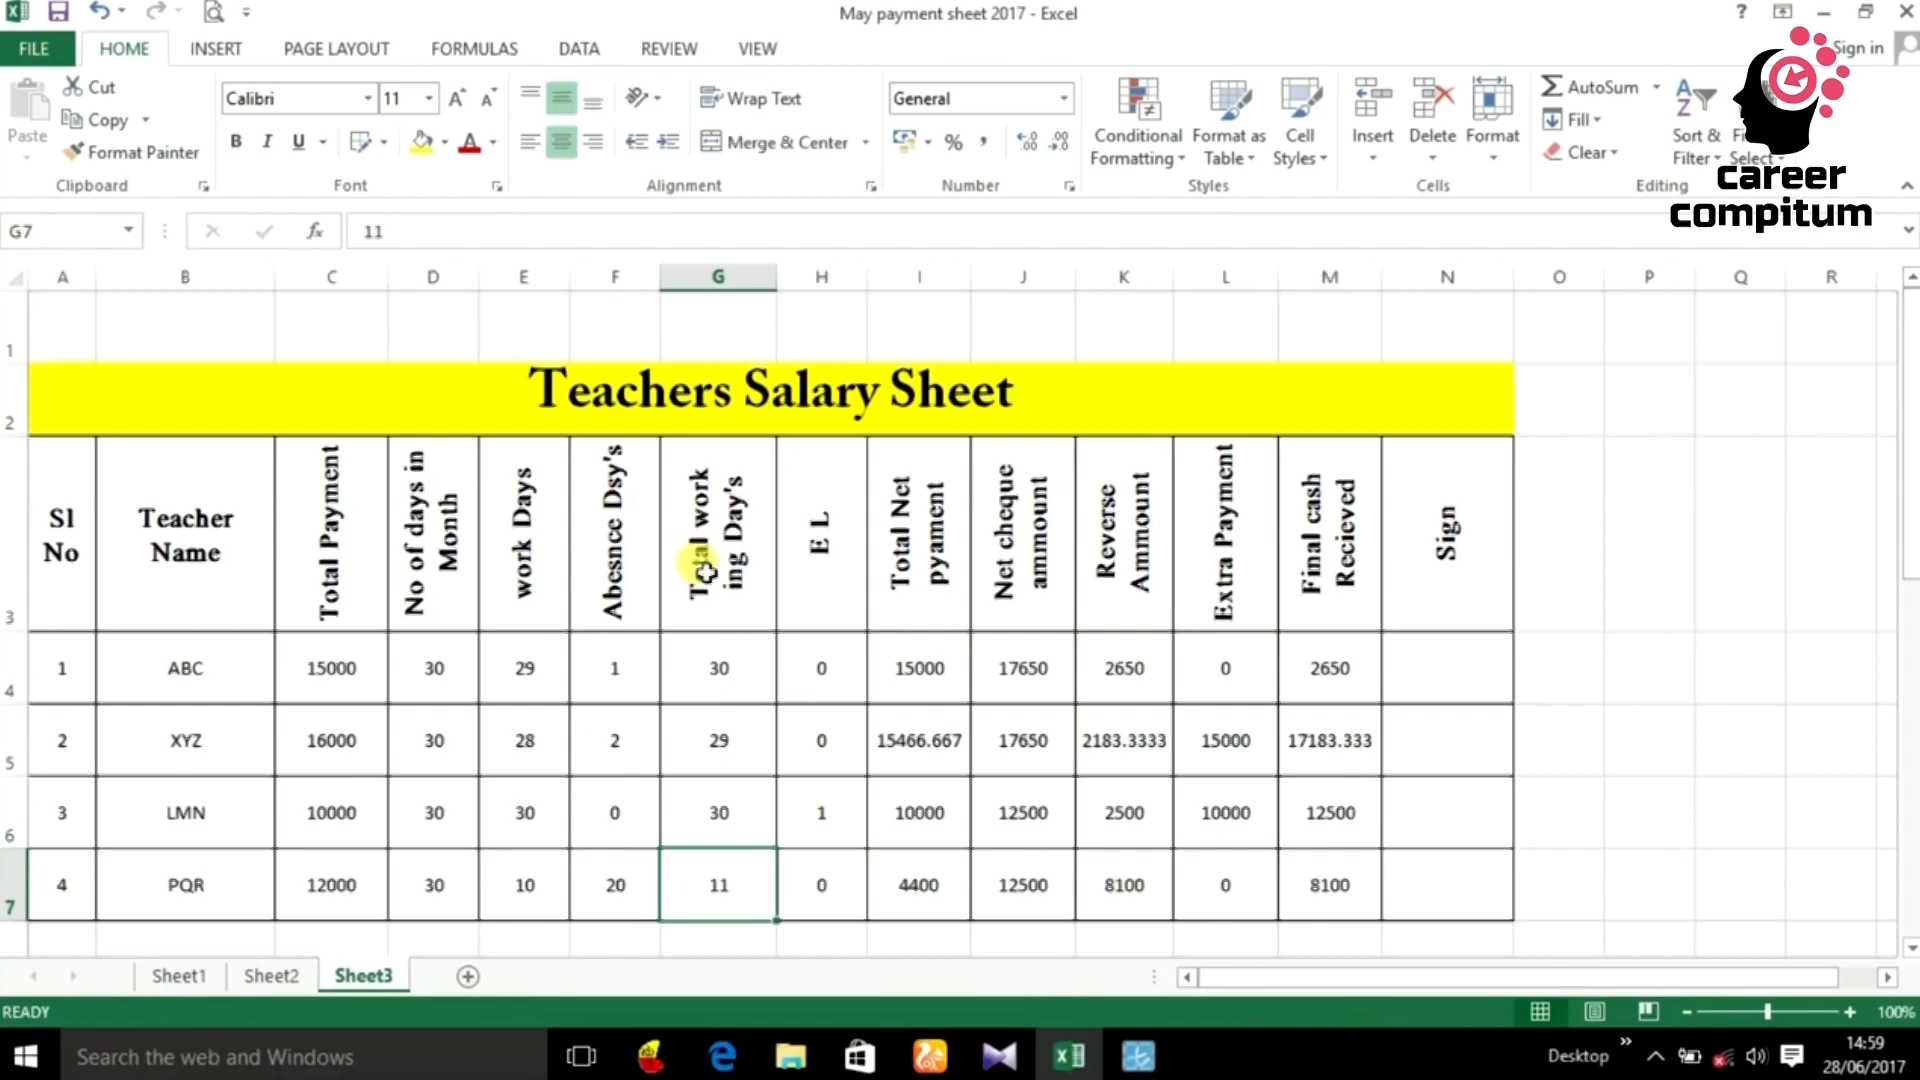 May payment sheet 2017 - Excel
?
FILE HOME INSERT PAGE LAYOUT FORMULAS DATA REVIEW VIEW Sign in
Paste Cut Copy Format Painter
Calibri 11
B I U A
Wrap Text
Merge & Center
General
%
Conditional Formatting
Format as Table
Cell Styles
Insert Delete Format
AutoSum
Fill
Clear
Sort & Filter
Select
Clipboard Font Alignment Number Styles Cells Editing
career
compitum
G7 fx 11
A B C D E F G H I J K L M N O P Q R
1
2 Teachers Salary Sheet
3
Sl No
Teacher Name
Total Payment
No of days in Month
work Days
Abesnce Dsy's
Total work ing Day's
E L
Total Net pyament
Net cheque ammount
Reverse Ammount
Extra Payment
Final cash Recieved
Sign
4 1 ABC 15000 30 29 1 30 0 15000 17650 2650 0 2650
5 2 XYZ 16000 30 28 2 29 0 15466.667 17650 2183.3333 15000 17183.333
6 3 LMN 10000 30 30 0 30 1 10000 12500 2500 10000 12500
7 4 PQR 12000 30 10 20 11 0 4400 12500 8100 0 8100
Sheet1 Sheet2 Sheet3
READY 100%
Search the web and Windows
Desktop
14:59
28/06/2017